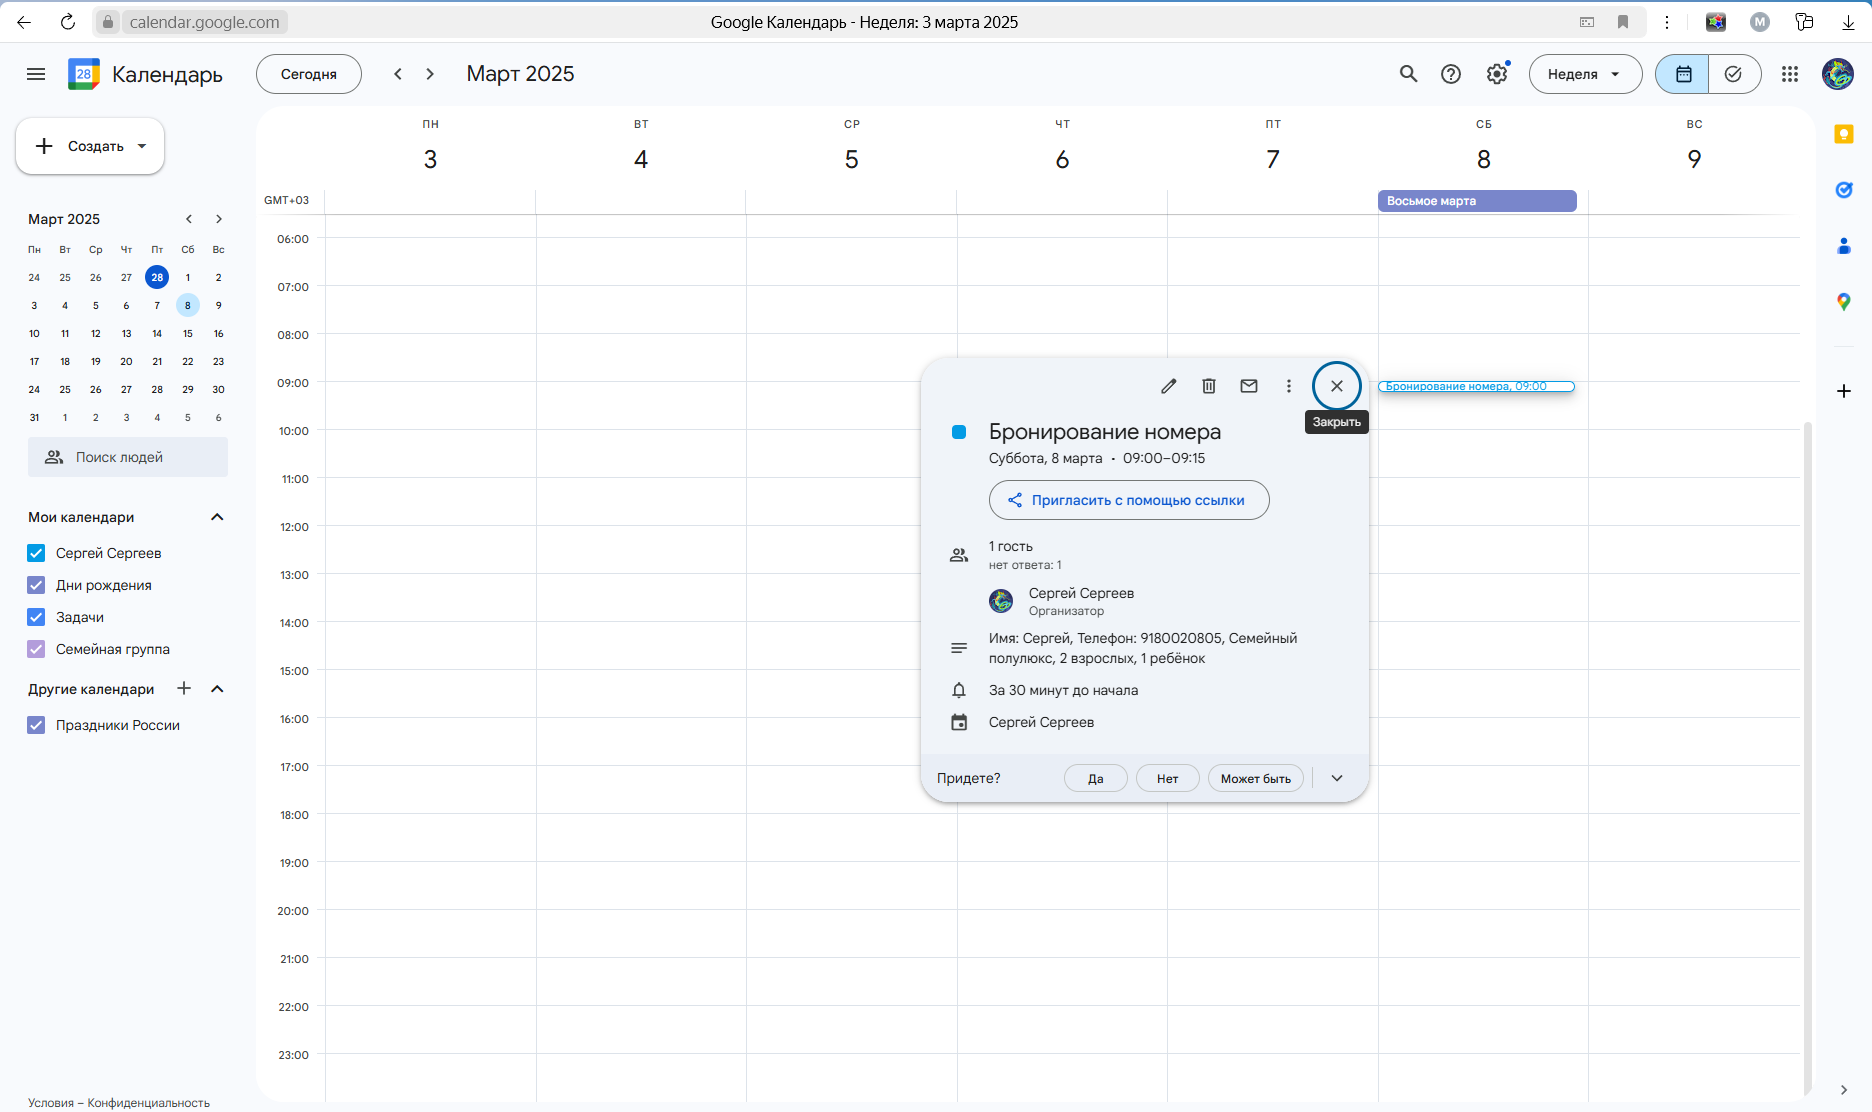 calendar.google.com
Google Календарь - Неделя: 3 марта 2025
M
28
Календарь
Сегодня
Март 2025
Неделя
Создать
Март 2025
Пн Вт Ср Чт Пт Сб Вс
24 25 26 27 28 1 2
3 4 5 6 7 8 9
10 11 12 13 14 15 16
17 18 19 20 21 22 23
24 25 26 27 28 29 30
31 1 2 3 4 5 6
Поиск людей
Мои календари
Сергей Сергеев
Дни рождения
Задачи
Семейная группа
Другие календари
Праздники России
Условия – Конфиденциальность
ПН ВТ СР ЧТ ПТ СБ ВС
3 4 5 6 7 8 9
GMT+03
Восьмое марта
06:00
07:00
08:00
09:00
10:00
11:00
12:00
13:00
14:00
15:00
16:00
17:00
18:00
19:00
20:00
21:00
22:00
23:00
Бронирование номера, 09:00
Закрыть
Бронирование номера
Суббота, 8 марта • 09:00–09:15
Пригласить с помощью ссылки
1 гость
нет ответа: 1
Сергей Сергеев
Организатор
Имя: Сергей, Телефон: 9180020805, Семейный
полулюкс, 2 взрослых, 1 ребёнок
За 30 минут до начала
Сергей Сергеев
Придете?
Да
Нет
Может быть